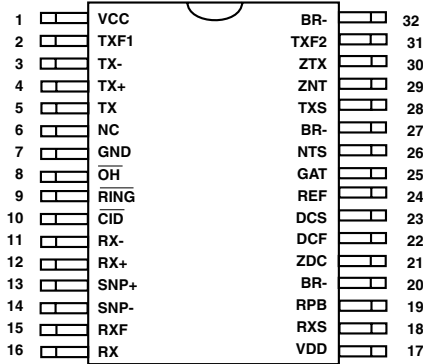 1 VCC BR- 32
2 TXF1 TXF2 31
3 TX- ZTX 30
4 TX+ ZNT 29
5 TX TXS 28
6 NC BR- 27
7 GND NTS 26
8 OH GAT 25
9 RING REF 24
10 CID DCS 23
11 RX- DCF 22
12 RX+ ZDC 21
13 SNP+ BR- 20
14 SNP- RPB 19
15 RXF RXS 18
16 RX VDD 17